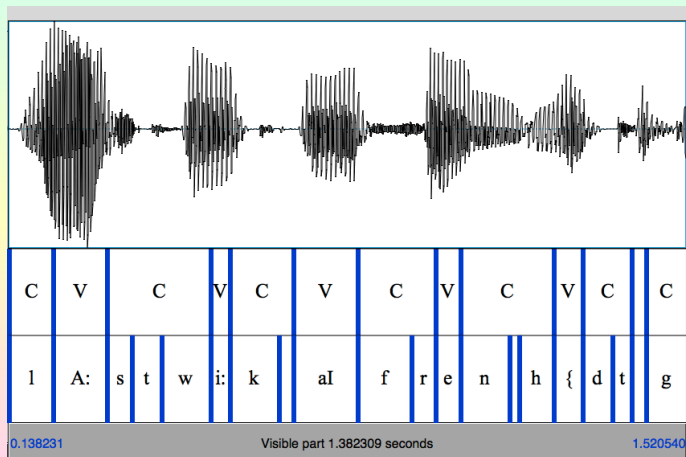 C V C V C V C V C V C C
l A: s t w i: k aI f r e n h { d t g
0.138231 Visible part 1.382309 seconds 1.520540